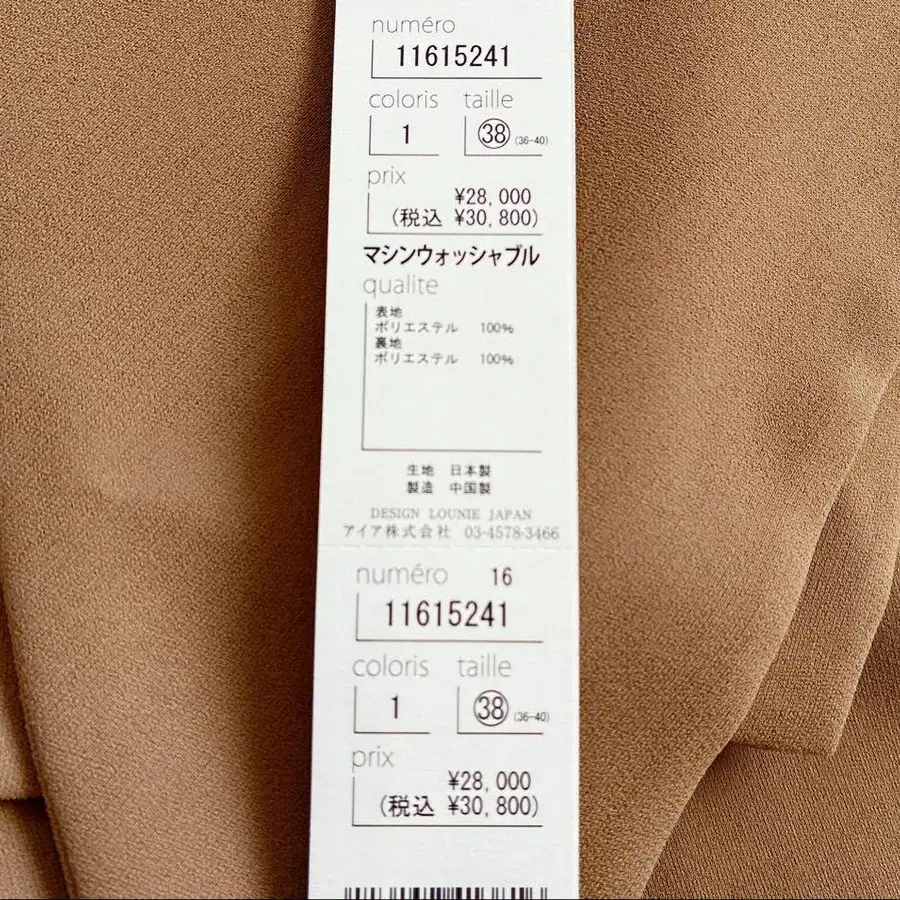 numéro
11615241
coloris taille
1 38 (36-40)
prix
¥28,000
(税込 ¥30,800)
マシンウォッシャブル
qualite
表地
ポリエステル 100%
裏地
ポリエステル 100%
生地 日本製
製造 中国製
DESIGN LOUNIE JAPAN
アイア株式会社 03-4578-3466
numéro 16
11615241
coloris taille
1 38 (36-40)
prix
¥28,000
(税込 ¥30,800)